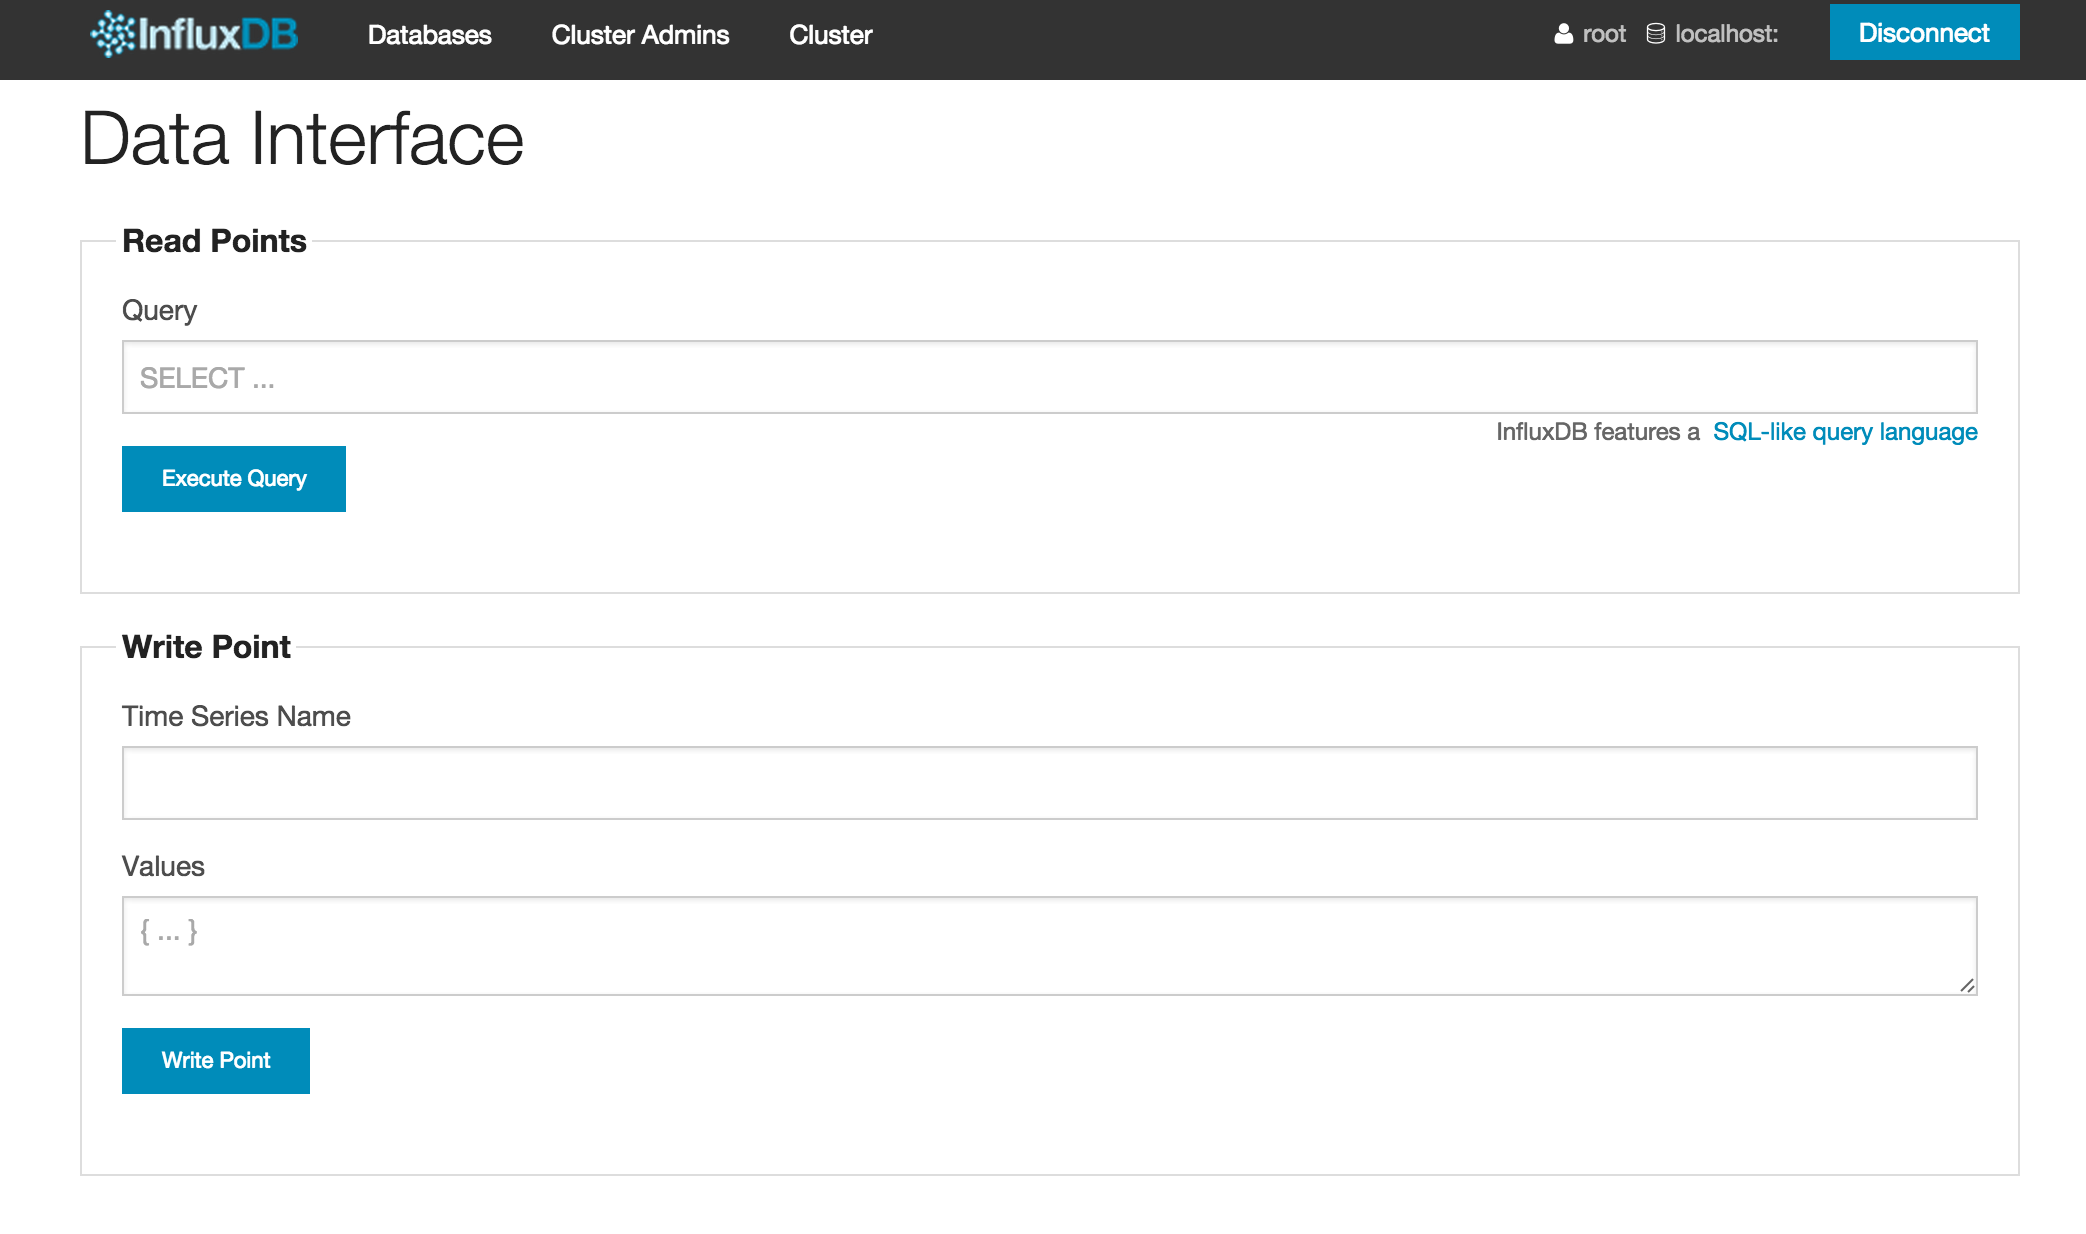 InfluxDB Databases Cluster Admins Cluster root localhost: Disconnect
Data Interface
Read Points
Query
SELECT ...
InfluxDB features a SQL-like query language
Execute Query
Write Point
Time Series Name
Values
{ ... }
Write Point